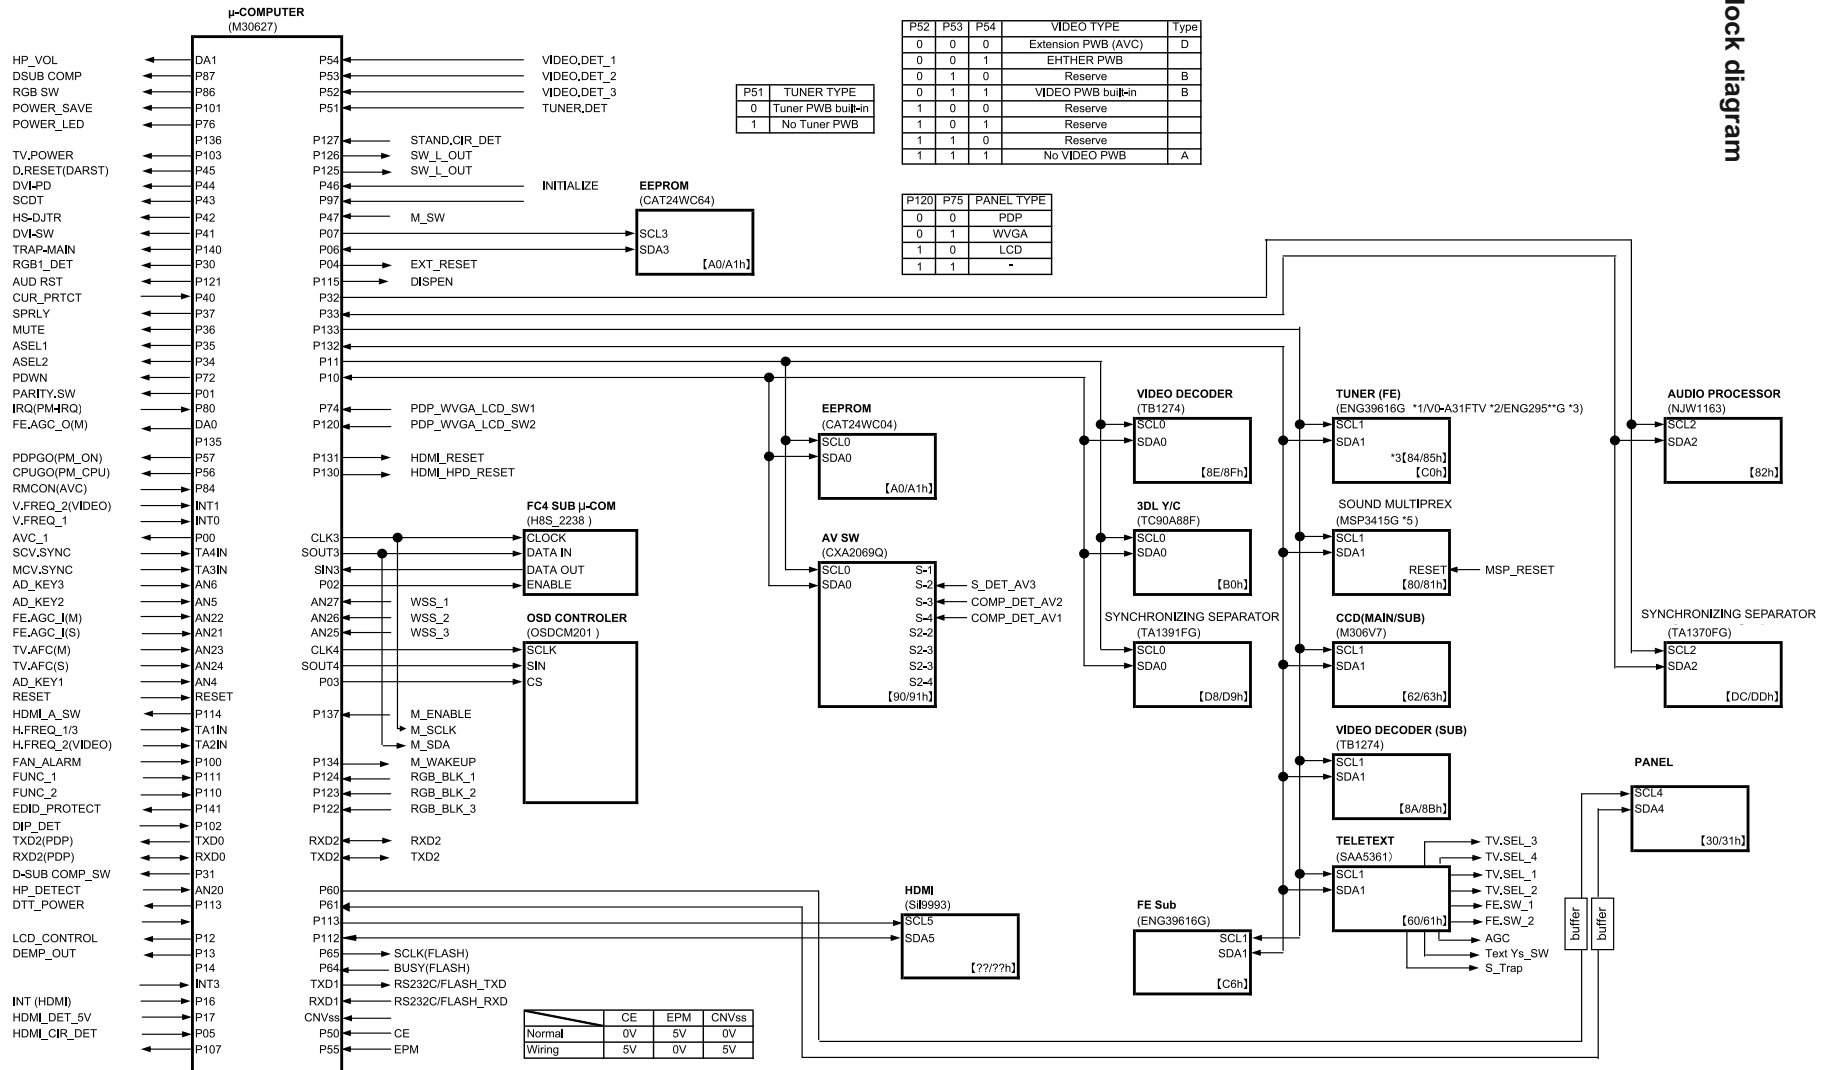 lock diagram
µ-COMPUTER
(M30627)
HP_VOL
DSUB COMP
RGB SW
POWER_SAVE
POWER_LED
TV.POWER
D.RESET(DARST)
DVI-PD
SCDT
HS-DJTR
DVI-SW
TRAP-MAIN
RGB1_DET
AUD RST
CUR_PRTCT
SPRLY
MUTE
ASEL1
ASEL2
PDWN
PARITY.SW
IRQ(PM-IRQ)
FE.AGC_O(M)
PDPGO(PM_ON)
CPUGO(PM_CPU)
RMCON(AVC)
V.FREQ_2(VIDEO)
V.FREQ_1
AVC_1
SCV.SYNC
MCV.SYNC
AD_KEY3
AD_KEY2
FE.AGC_I(M)
FE.AGC_I(S)
TV.AFC(M)
TV.AFC(S)
AD_KEY1
RESET
HDMI_A_SW
H.FREQ_1/3
H.FREQ_2(VIDEO)
FAN_ALARM
FUNC_1
FUNC_2
EDID_PROTECT
DIP_DET
TXD2(PDP)
RXD2(PDP)
D-SUB COMP_SW
HP_DETECT
DTT_POWER
LCD_CONTROL
DEMP_OUT
INT (HDMI)
HDMI_DET_5V
HDMI_CIR_DET
DA1
P87
P86
P101
P76
P136
P103
P45
P44
P43
P42
P41
P140
P30
P121
P40
P37
P36
P35
P34
P72
P01
P80
DA0
P135
P57
P56
P84
INT1
INT0
P00
TA4IN
TA3IN
AN6
AN5
AN22
AN21
AN23
AN24
AN4
RESET
P114
TA1IN
TA2IN
P100
P111
P110
P141
P102
TXD0
RXD0
P31
AN20
P113
P12
P13
P14
INT3
P16
P17
P05
P107
P54 VIDEO.DET_1
P53 VIDEO.DET_2
P52 VIDEO.DET_3
P51 TUNER.DET
P127 STAND.CIR_DET
P126 SW_L_OUT
P125 SW_L_OUT
P46 INITIALIZE
P97
P47 M_SW
P07
P06
P04 EXT_RESET
P115 DISPEN
P32
P33
P133
P132
P11
P10
P74 PDP_WVGA_LCD_SW1
P120 PDP_WVGA_LCD_SW2
P131 HDMI_RESET
P130 HDMI_HPD_RESET
CLK3
SOUT3
SIN3
P02
AN27 WSS_1
AN26 WSS_2
AN25 WSS_3
CLK4
SOUT4
P03
P137 M_ENABLE
M_SCLK
M_SDA
P134 M_WAKEUP
P124 RGB_BLK_1
P123 RGB_BLK_2
P122 RGB_BLK_3
RXD2 RXD2
TXD2 TXD2
P60
P61
P113
P112
P65 SCLK(FLASH)
P64 BUSY(FLASH)
TXD1 RS232C/FLASH_TXD
RXD1 RS232C/FLASH_RXD
CNVss
P50 CE
P55 EPM
P51 TUNER TYPE
0 Tuner PWB built-in
1 No Tuner PWB
P52 P53 P54 VIDEO TYPE Type
0 0 0 Extension PWB (AVC) D
0 0 1 EHTHER PWB
0 1 0 Reserve B
0 1 1 VIDEO PWB built-in B
1 0 0 Reserve
1 0 1 Reserve
1 1 0 Reserve
1 1 1 No VIDEO PWB A
P120 P75 PANEL TYPE
0 0 PDP
0 1 WVGA
1 0 LCD
1 1 -
EEPROM
(CAT24WC64)
SCL3
SDA3
【A0/A1h】
EEPROM
(CAT24WC04)
SCL0
SDA0
【A0/A1h】
FC4 SUB µ-COM
(H8S_2238 )
CLOCK
DATA IN
DATA OUT
ENABLE
OSD CONTROLER
(OSDCM201 )
SCLK
SIN
CS
AV SW
(CXA2069Q)
SCL0 S-1
SDA0 S-2 S_DET_AV3
S-3 COMP_DET_AV2
S-4 COMP_DET_AV1
S2-2
S2-3
S2-3
S2-4
【90/91h】
VIDEO DECODER
(TB1274)
SCL0
SDA0
【8E/8Fh】
3DL Y/C
(TC90A88F)
SCL0
SDA0
【B0h】
SYNCHRONIZING SEPARATOR
(TA1391FG)
SCL0
SDA0
【D8/D9h】
TUNER (FE)
(ENG39616G *1/V0-A31FTV *2/ENG295**G *3)
SCL1
SDA1
*3【84/85h】
【C0h】
SOUND MULTIPREX
(MSP3415G *5)
SCL1
SDA1
RESET MSP_RESET
【80/81h】
CCD(MAIN/SUB)
(M306V7)
SCL1
SDA1
【62/63h】
VIDEO DECODER (SUB)
(TB1274)
SCL1
SDA1
【8A/8Bh】
TELETEXT
(SAA5361)
SCL1
SDA1
【60/61h】
TV.SEL_3
TV.SEL_4
TV.SEL_1
TV.SEL_2
FE.SW_1
FE.SW_2
AGC
Text Ys_SW
S_Trap
AUDIO PROCESSOR
(NJW1163)
SCL2
SDA2
【82h】
SYNCHRONIZING SEPARATOR
(TA1370FG)
SCL2
SDA2
【DC/DDh】
PANEL
SCL4
SDA4
【30/31h】
buffer
buffer
HDMI
(SiI9993)
SCL5
SDA5
【??/??h】
FE Sub
(ENG39616G)
SCL1
SDA1
【C6h】
CE EPM CNVss
Normal 0V 5V 0V
Wiring 5V 0V 5V